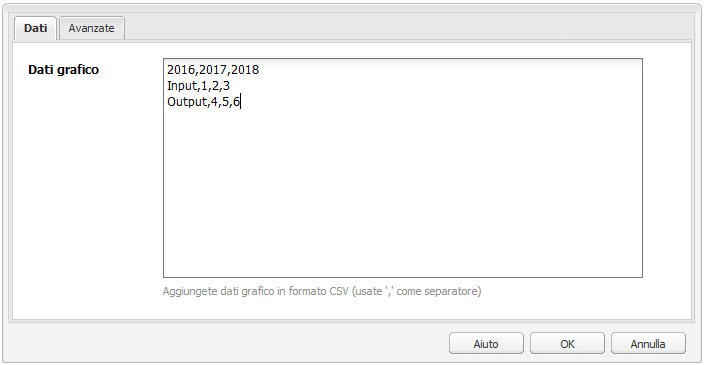 Dati
Avanzate
Dati grafico
2016,2017,2018
Input,1,2,3
Output,4,5,6
Aggiungete dati grafico in formato CSV (usate ',' come separatore)
Aiuto
OK
Annulla